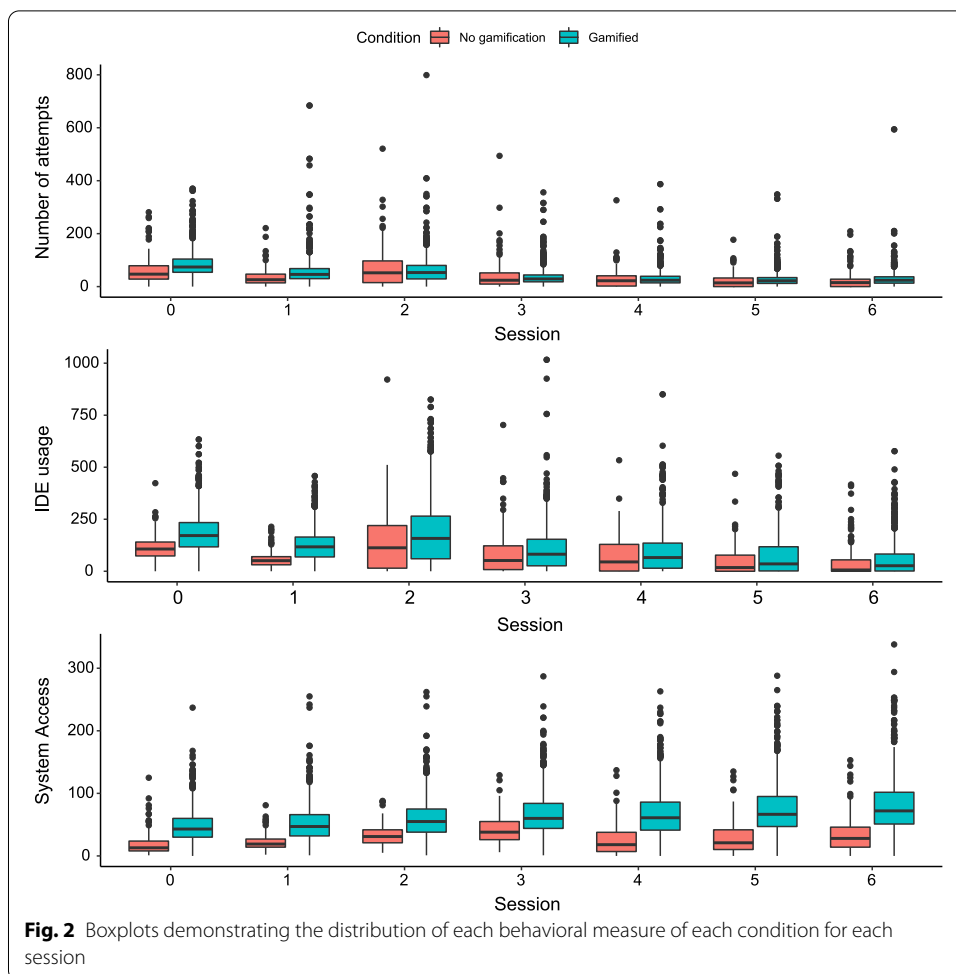 Condition No gamification Gamified
Number of attempts
800
600
400
200
0
0 1 2 3 4 5 6
Session
IDE usage
1000
750
500
250
0
0 1 2 3 4 5 6
Session
System Access
300
200
100
0
0 1 2 3 4 5 6
Session
Fig. 2 Boxplots demonstrating the distribution of each behavioral measure of each condition for each
session